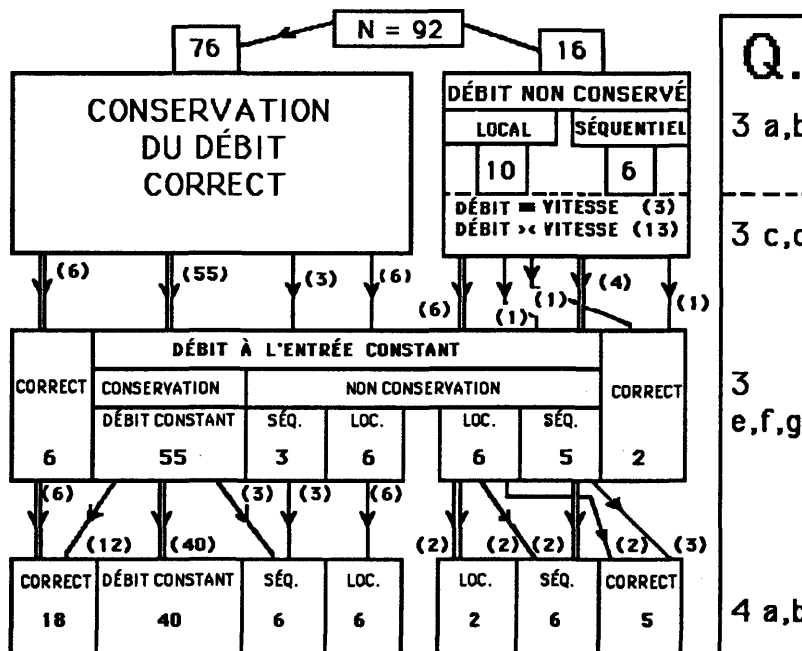 N = 92
76
16
CONSERVATION
DU DÉBIT
CORRECT
DÉBIT NON CONSERVÉ
LOCAL
SÉQUENTIEL
10
6
DÉBIT = VITESSE (3)
DÉBIT >< VITESSE (13)
Q.
3 a,b
3 c,d
(6)
(55)
(3)
(6)
(6)
(1)
(1)
(4)
(1)
DÉBIT À L'ENTRÉE CONSTANT
CORRECT
CONSERVATION
NON CONSERVATION
CORRECT
DÉBIT CONSTANT
SÉQ.
LOC.
LOC.
SÉQ.
6
55
3
6
6
5
2
3
e,f,g
(6)
(12)
(40)
(3)
(3)
(6)
(2)
(2)
(2)
(2)
(3)
CORRECT
DÉBIT CONSTANT
SÉQ.
LOC.
LOC.
SÉQ.
CORRECT
18
40
6
6
2
6
5
4 a,b